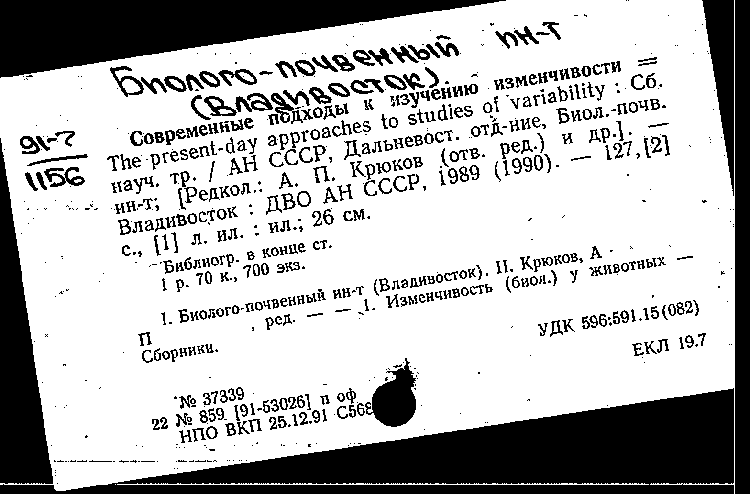 Биолого-почвенный ин-т
(Владивосток).
91-7
1156
Современные подходы к изучению изменчивости =
The present-day approaches to studies of variability : Сб.
науч. тр. / АН СССР, Дальневост. отд-ние, Биол.-почв.
ин-т; [Редкол.: А. П. Крюков (отв. ред.) и др.]. —
Владивосток : ДВО АН СССР, 1989 (1990). — 127,[2]
с., [1] л. ил. : ил.; 26 см.
Библиогр. в конце ст.
1 р. 70 к., 700 экз.
I. Биолого-почвенный ин-т (Владивосток). II. Крюков, А
П , ред. — — 1. Изменчивость (биол.) у животных —
Сборники.
УДК 596:591.15(082)
ЕКЛ 19.7
№ 37339
22 № 859 [91-53026] п оф
НПО ВКП 25.12.91 С568